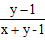 y − 1
x + y - 1